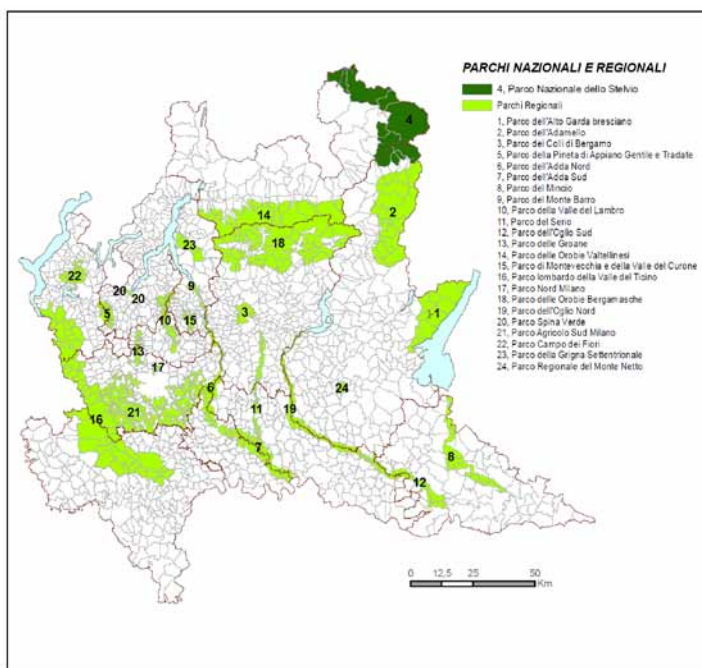 PARCHI NAZIONALI E REGIONALI
4, Parco Nazionale dello Stelvio
Parchi Regionali
1, Parco dell'Alto Garda bresciano
2, Parco dell'Adamello
3, Parco dei Colli di Bergamo
5, Parco della Pineta di Appiano Gentile e Tradate
6, Parco dell'Adda Nord
7, Parco dell'Adda Sud
8, Parco del Mincio
9, Parco del Monte Barro
10, Parco della Valle del Lambro
11, Parco del Serio
12, Parco dell'Oglio Sud
13, Parco delle Groane
14, Parco delle Orobie Valtellinesi
15, Parco di Montevecchia e della Valle del Curone
16, Parco lombardo della Valle del Ticino
17, Parco Nord Milano
18, Parco delle Orobie Bergamasche
19, Parco dell'Oglio Nord
20, Parco Spina Verde
21, Parco Agricolo Sud Milano
22, Parco Campo dei Fiori
23, Parco della Grigna Settentrionale
24, Parco Regionale del Monte Netto
4
14
2
18
23
22
20
20
9
5
10
15
3
1
13
17
6
24
21
16
11
19
7
8
12
0 12,5 25 50
Km